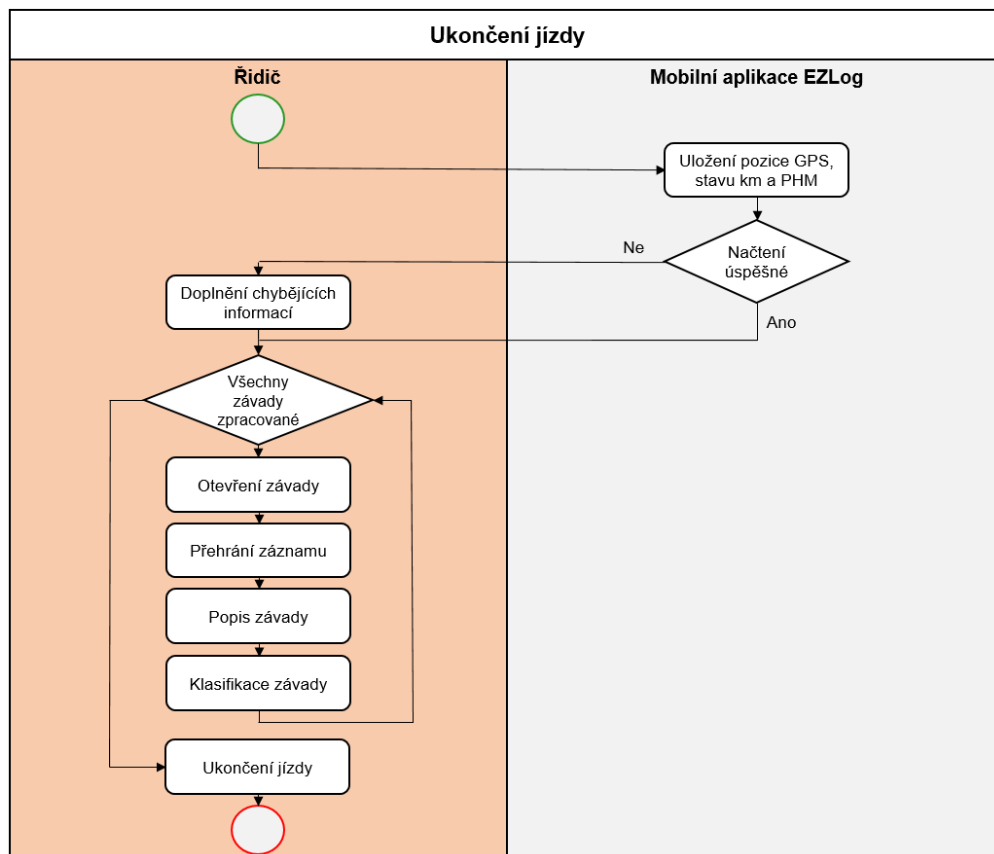 Ukončení jízdy
Řidič
Mobilní aplikace EZLog
Uložení pozice GPS,
stavu km a PHM
Ne
Načtení
úspěšné
Doplnění chybějících
informací
Ano
Všechny
závady
zpracované
Otevření závady
Přehrání záznamu
Popis závady
Klasifikace závady
Ukončení jízdy